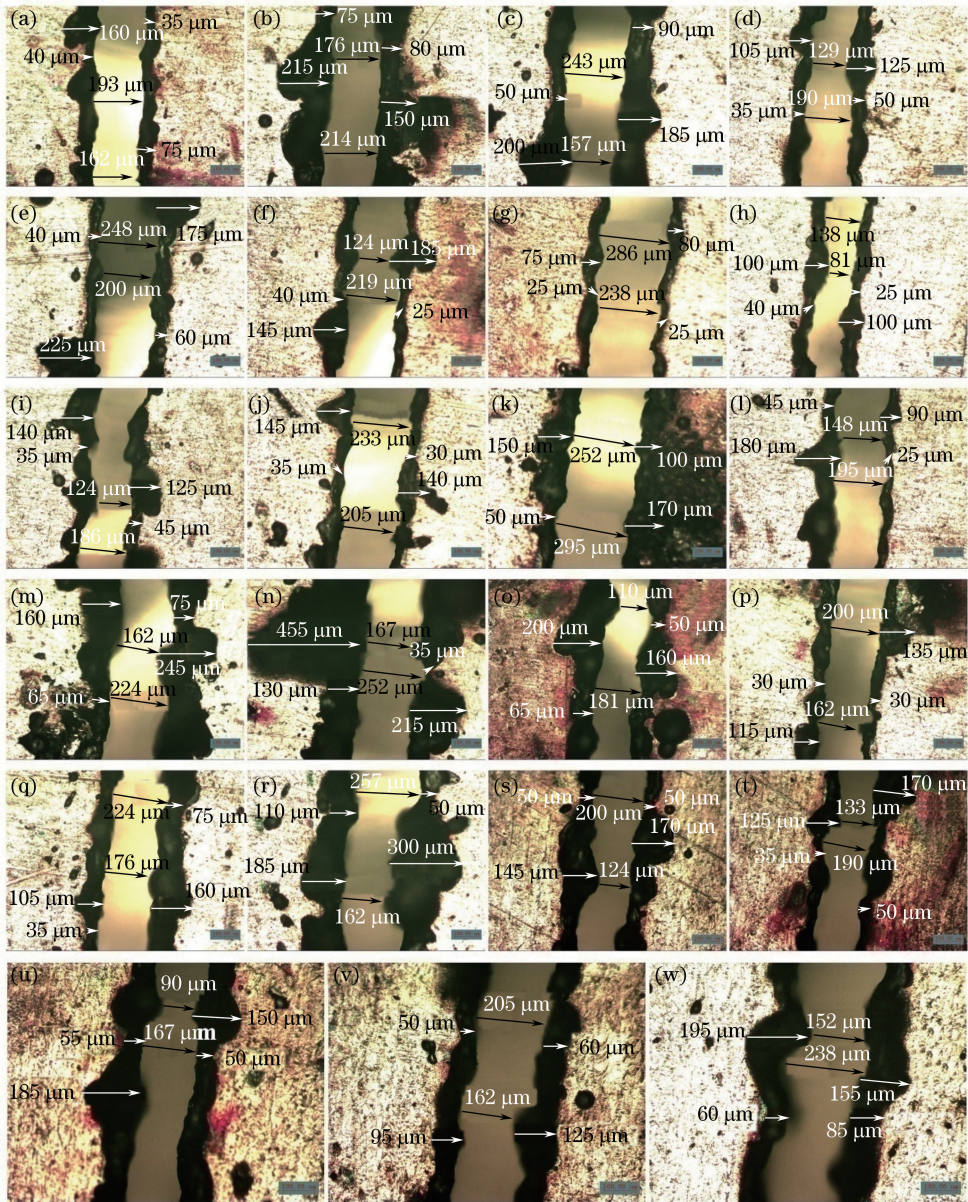 (a)
35 μm
160 μm
40 μm
193 μm
75 μm
162 μm
(b)
75 μm
176 μm
80 μm
215 μm
150 μm
214 μm
(c)
90 μm
243 μm
50 μm
185 μm
200 μm
157 μm
(d)
105 μm
129 μm
125 μm
190 μm
50 μm
35 μm
(e)
40 μm
248 μm
175 μm
200 μm
60 μm
225 μm
(f)
124 μm
185 μm
219 μm
40 μm
25 μm
145 μm
(g)
80 μm
286 μm
75 μm
25 μm
238 μm
25 μm
(h)
138 μm
100 μm
81 μm
25 μm
40 μm
100 μm
(i)
140 μm
35 μm
124 μm
125 μm
45 μm
186 μm
(j)
145 μm
233 μm
30 μm
35 μm
140 μm
205 μm
(k)
150 μm
252 μm
100 μm
50 μm
170 μm
295 μm
(l)
45 μm
90 μm
148 μm
180 μm
25 μm
195 μm
(m)
160 μm
75 μm
162 μm
245 μm
65 μm
224 μm
(n)
455 μm
167 μm
35 μm
130 μm
252 μm
215 μm
(o)
110 μm
200 μm
50 μm
160 μm
181 μm
65 μm
(p)
200 μm
135 μm
30 μm
30 μm
162 μm
115 μm
(q)
224 μm
75 μm
176 μm
105 μm
160 μm
35 μm
(r)
257 μm
110 μm
50 μm
300 μm
185 μm
162 μm
(s)
50 μm
50 μm
200 μm
170 μm
145 μm
124 μm
(t)
170 μm
133 μm
125 μm
35 μm
190 μm
50 μm
(u)
90 μm
150 μm
55 μm
167 μm
50 μm
185 μm
(v)
205 μm
50 μm
60 μm
162 μm
95 μm
125 μm
(w)
195 μm
152 μm
238 μm
155 μm
60 μm
85 μm